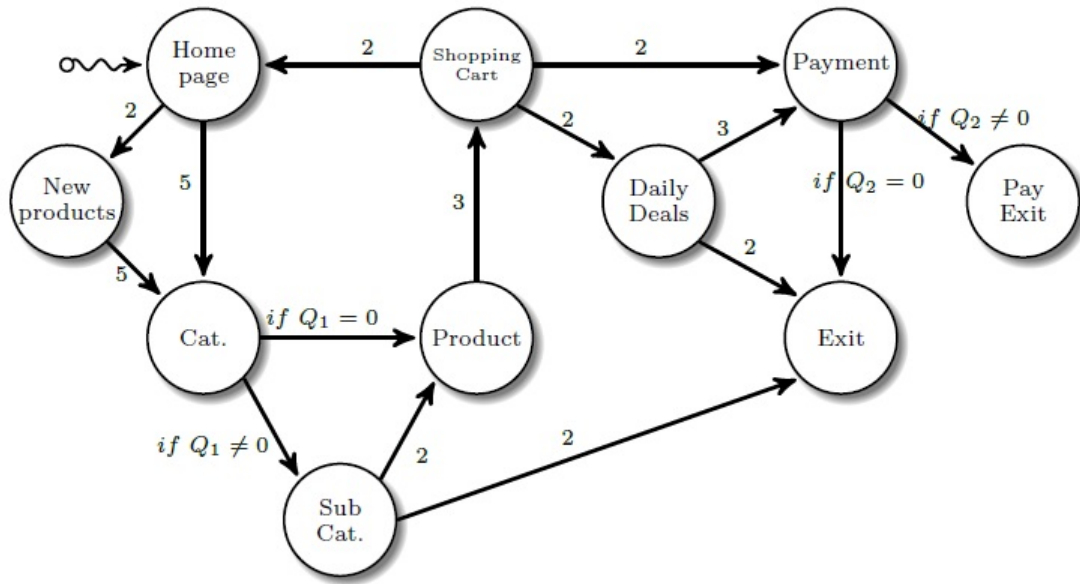 Home
page
2
Shopping
Cart
2
Payment
2
5
2
3
if Q₂ ≠ 0
New
products
3
Daily
Deals
if Q₂ = 0
Pay
Exit
5
2
Cat.
if Q₁ = 0
Product
Exit
if Q₁ ≠ 0
2
2
Sub
Cat.